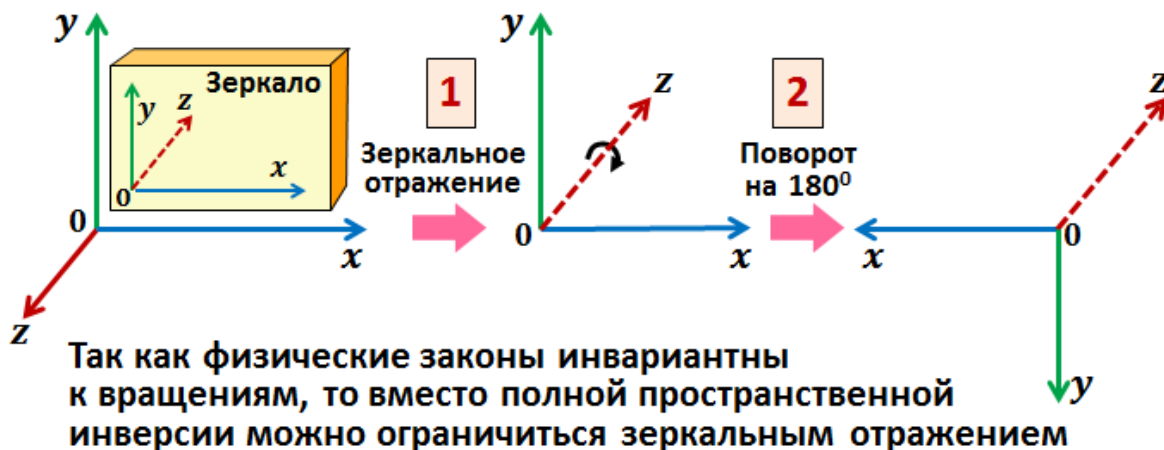 y
Зеркало
y
z
x
0
0
x
z
1
Зеркальное
отражение
y
z
0
x
2
Поворот
на 180⁰
z
x
0
y
Так как физические законы инвариантны
к вращениям, то вместо полной пространственной
инверсии можно ограничиться зеркальным отражением